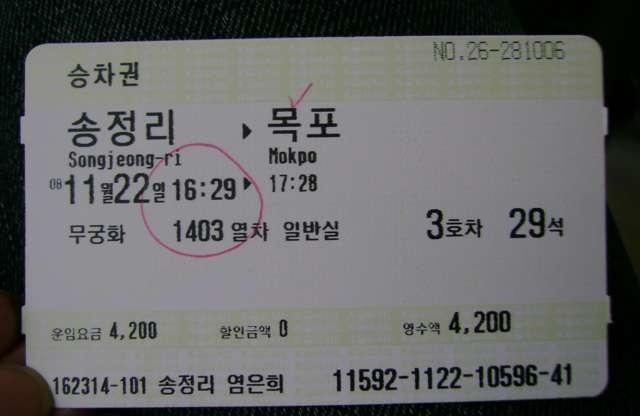 NO.26-281006
승차권
송정리 ▶ 목포
Songjeong-ri Mokpo
08 11월 22일 16:29 ▶ 17:28
무궁화 1403 열차 일반실 3호차 29석
운임요금 4,200 할인금액 0 영수액 4,200
162314-101 송정리 염은희 11592-1122-10596-41